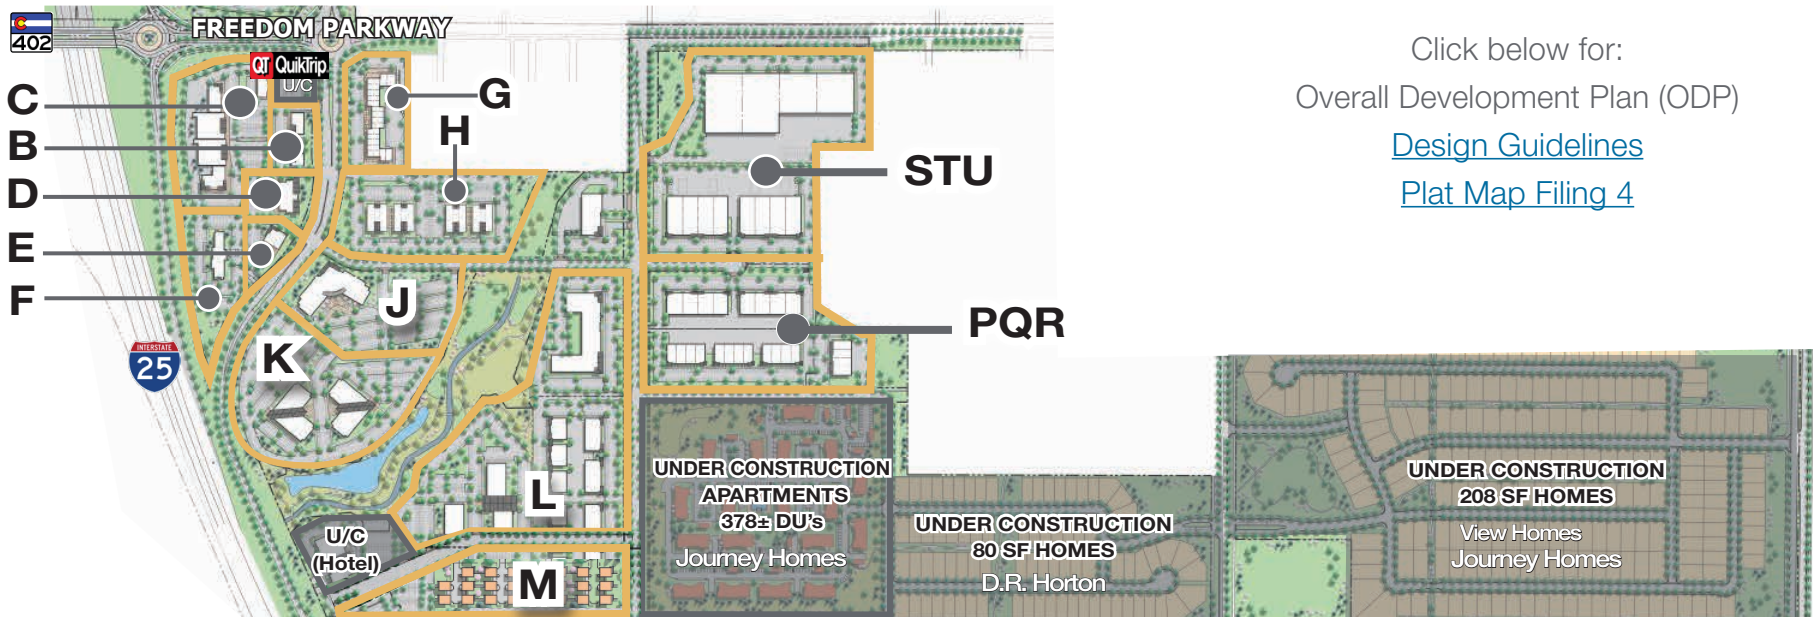 402
FREEDOM PARKWAY
QT QuikTrip
U/C
C
B
D
E
F
G
H
J
K
L
M
STU
PQR
INTERSTATE
25
U/C
(Hotel)
UNDER CONSTRUCTION
APARTMENTS
378± DU's
Journey Homes
UNDER CONSTRUCTION
80 SF HOMES
D.R. Horton
UNDER CONSTRUCTION
208 SF HOMES
View Homes
Journey Homes
Click below for:
Overall Development Plan (ODP)
Design Guidelines
Plat Map Filing 4